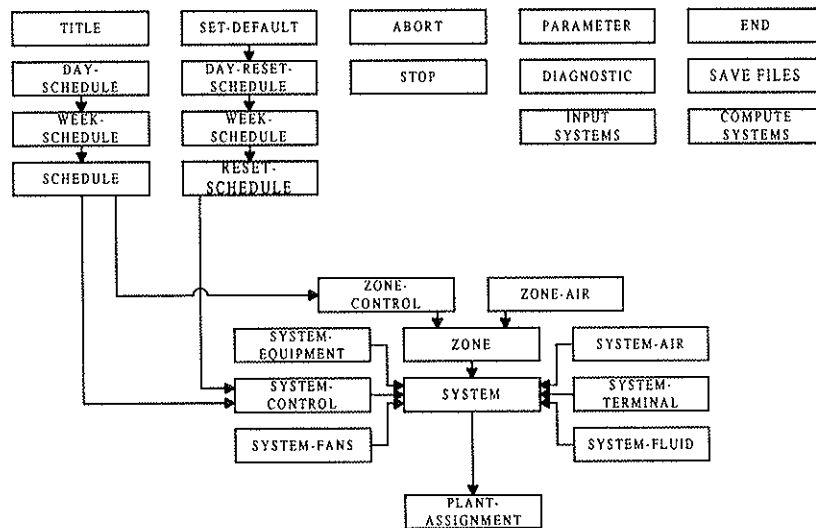 TITLE
SET-DEFAULT
ABORT
PARAMETER
END
DAY-
SCHEDULE
DAY-RESET-
SCHEDULE
STOP
DIAGNOSTIC
SAVE FILES
WEEK-
SCHEDULE
WEEK-
SCHEDULE
INPUT
SYSTEMS
COMPUTE
SYSTEMS
SCHEDULE
RESET-
SCHEDULE
ZONE-
CONTROL
ZONE-AIR
SYSTEM-
EQUIPMENT
ZONE
SYSTEM-AIR
SYSTEM-
CONTROL
SYSTEM
SYSTEM-
TERMINAL
SYSTEM-FANS
SYSTEM-FLUID
PLANT-
ASSIGNMENT